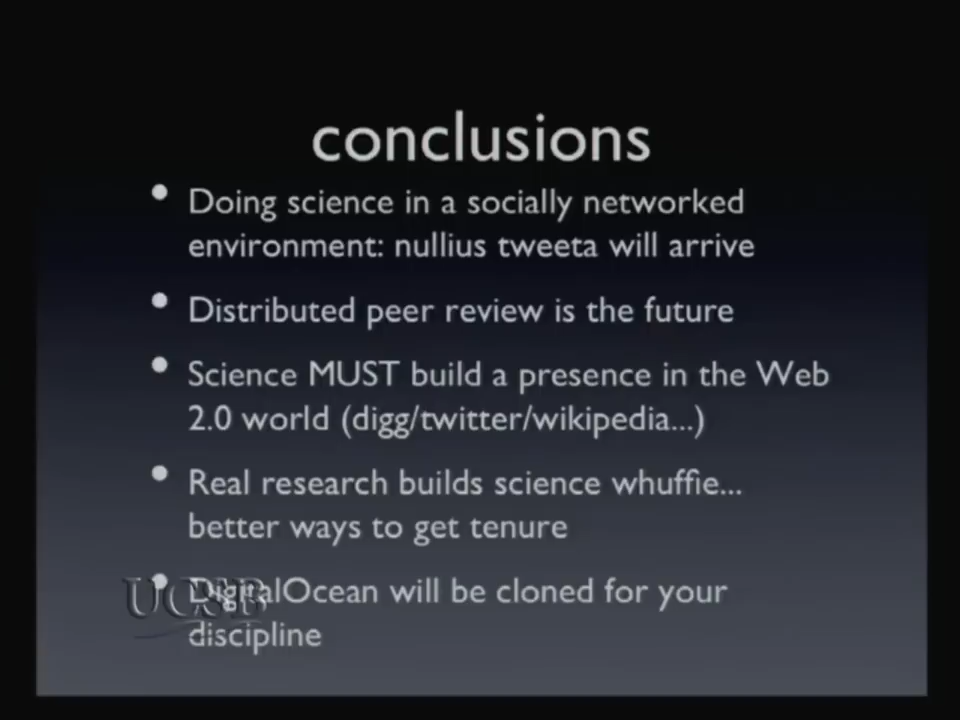 conclusions
• Doing science in a socially networked
environment: nullius tweeta will arrive
• Distributed peer review is the future
• Science MUST build a presence in the Web
2.0 world (digg/twitter/wikipedia...)
• Real research builds science whuffie...
better ways to get tenure
• DigitalOcean will be cloned for your
discipline
UCSB